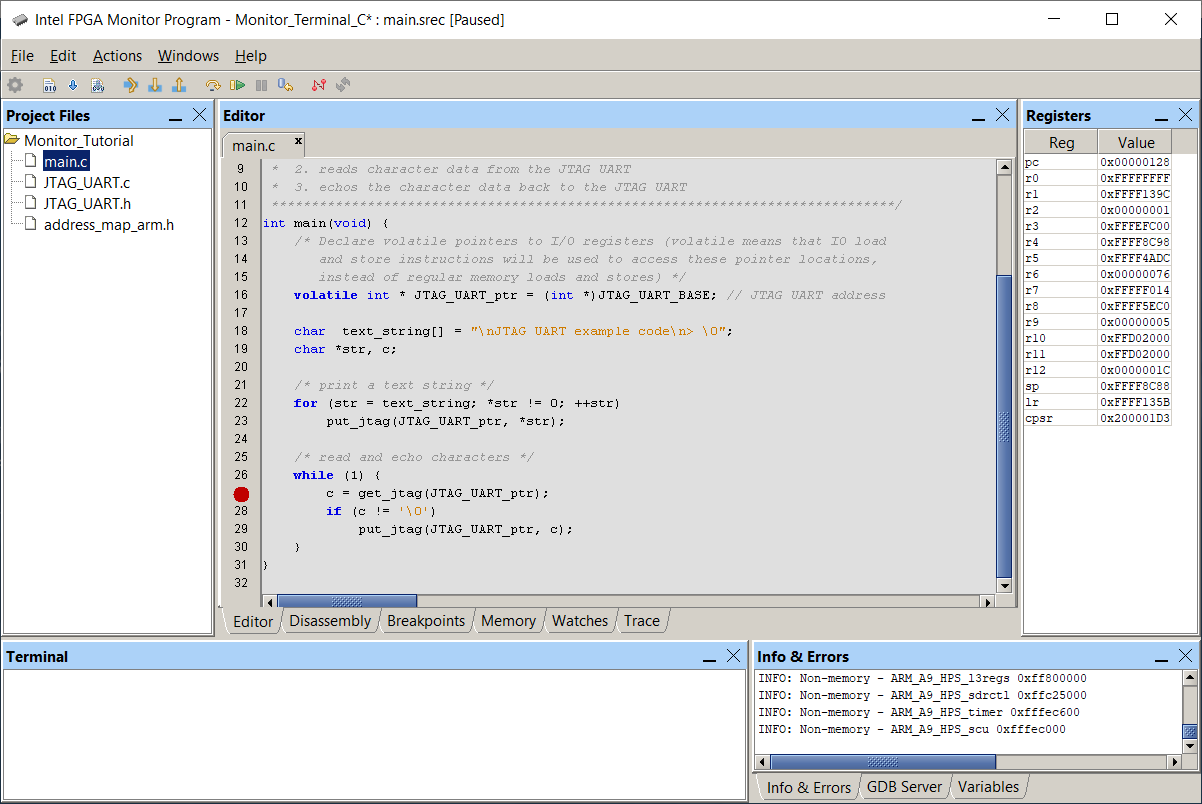 Intel FPGA Monitor Program - Monitor_Terminal_C* : main.srec [Paused]
File Edit Actions Windows Help
Project Files
Monitor_Tutorial
main.c
JTAG_UART.c
JTAG_UART.h
address_map_arm.h
Editor
main.c x
9 * 2. reads character data from the JTAG UART
10 * 3. echos the character data back to the JTAG UART
11 ******************************************************************************/
12 int main(void) {
13 /* Declare volatile pointers to I/O registers (volatile means that IO load
14 and store instructions will be used to access these pointer locations,
15 instead of regular memory loads and stores) */
16 volatile int * JTAG_UART_ptr = (int *)JTAG_UART_BASE; // JTAG UART address
17
18 char text_string[] = "\nJTAG UART example code\n> \0";
19 char *str, c;
20
21 /* print a text string */
22 for (str = text_string; *str != 0; ++str)
23 put_jtag(JTAG_UART_ptr, *str);
24
25 /* read and echo characters */
26 while (1) {
c = get_jtag(JTAG_UART_ptr);
28 if (c != '\0')
29 put_jtag(JTAG_UART_ptr, c);
30 }
31 }
32
Editor Disassembly Breakpoints Memory Watches Trace
Registers
Reg Value
pc 0x00000128
r0 0xFFFFFFFF
r1 0xFFFF139C
r2 0x00000001
r3 0xFFFEFC00
r4 0xFFFF8C98
r5 0xFFFF4ADC
r6 0x00000076
r7 0xFFFFF014
r8 0xFFFF5EC0
r9 0x00000005
r10 0xFFD02000
r11 0xFFD02000
r12 0x0000001C
sp 0xFFFF8C88
lr 0xFFFF135B
cpsr 0x200001D3
Terminal
Info & Errors
INFO: Non-memory - ARM_A9_HPS_l3regs 0xff800000
INFO: Non-memory - ARM_A9_HPS_sdrctl 0xffc25000
INFO: Non-memory - ARM_A9_HPS_timer 0xfffec600
INFO: Non-memory - ARM_A9_HPS_scu 0xfffec000
Info & Errors GDB Server Variables